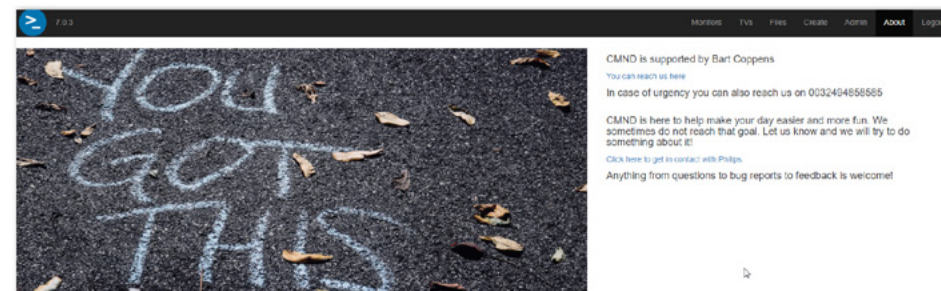 >_ 7.0.3 Monitors TVs Files Create Admin About Logout
YOU
GOT
THIS
CMND is supported by Bart Coppens
You can reach us here
In case of urgency you can also reach us on 0032494858585
CMND is here to help make your day easier and more fun. We
sometimes do not reach that goal. Let us know and we will try to do
something about it!
Click here to get in contact with Philips.
Anything from questions to bug reports to feedback is welcome!